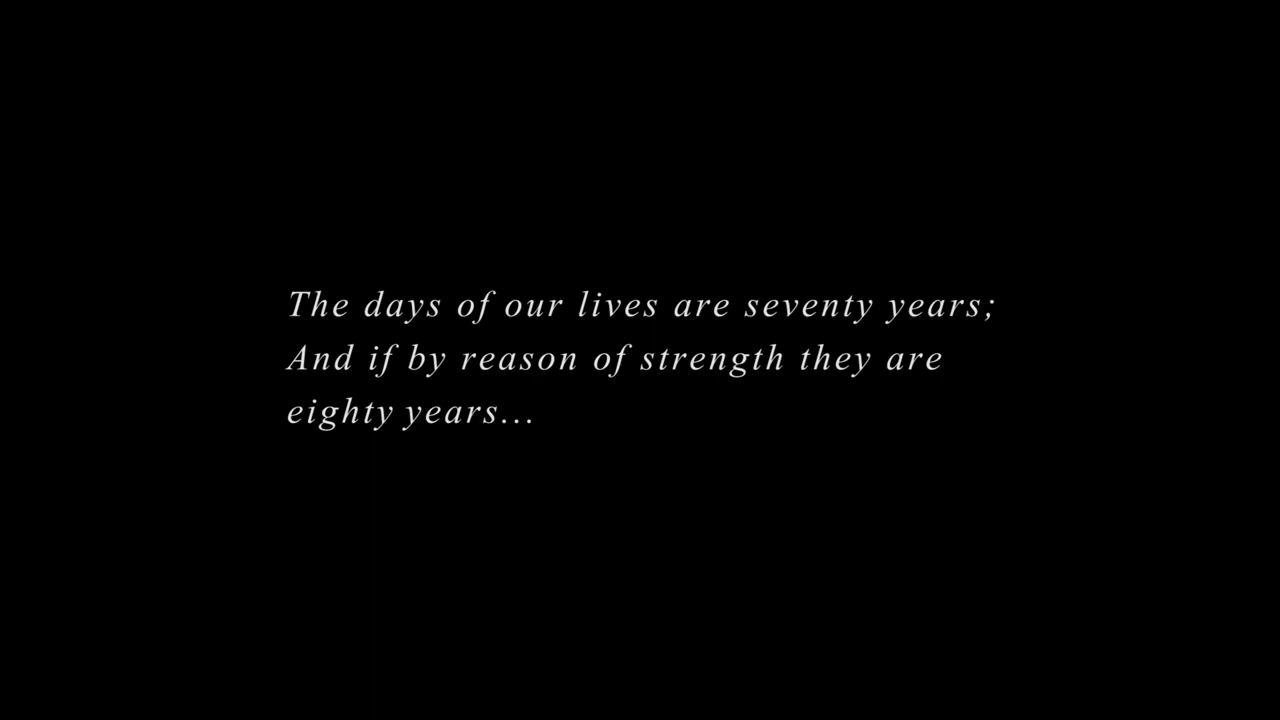 The days of our lives are seventy years;
And if by reason of strength they are
eighty years...